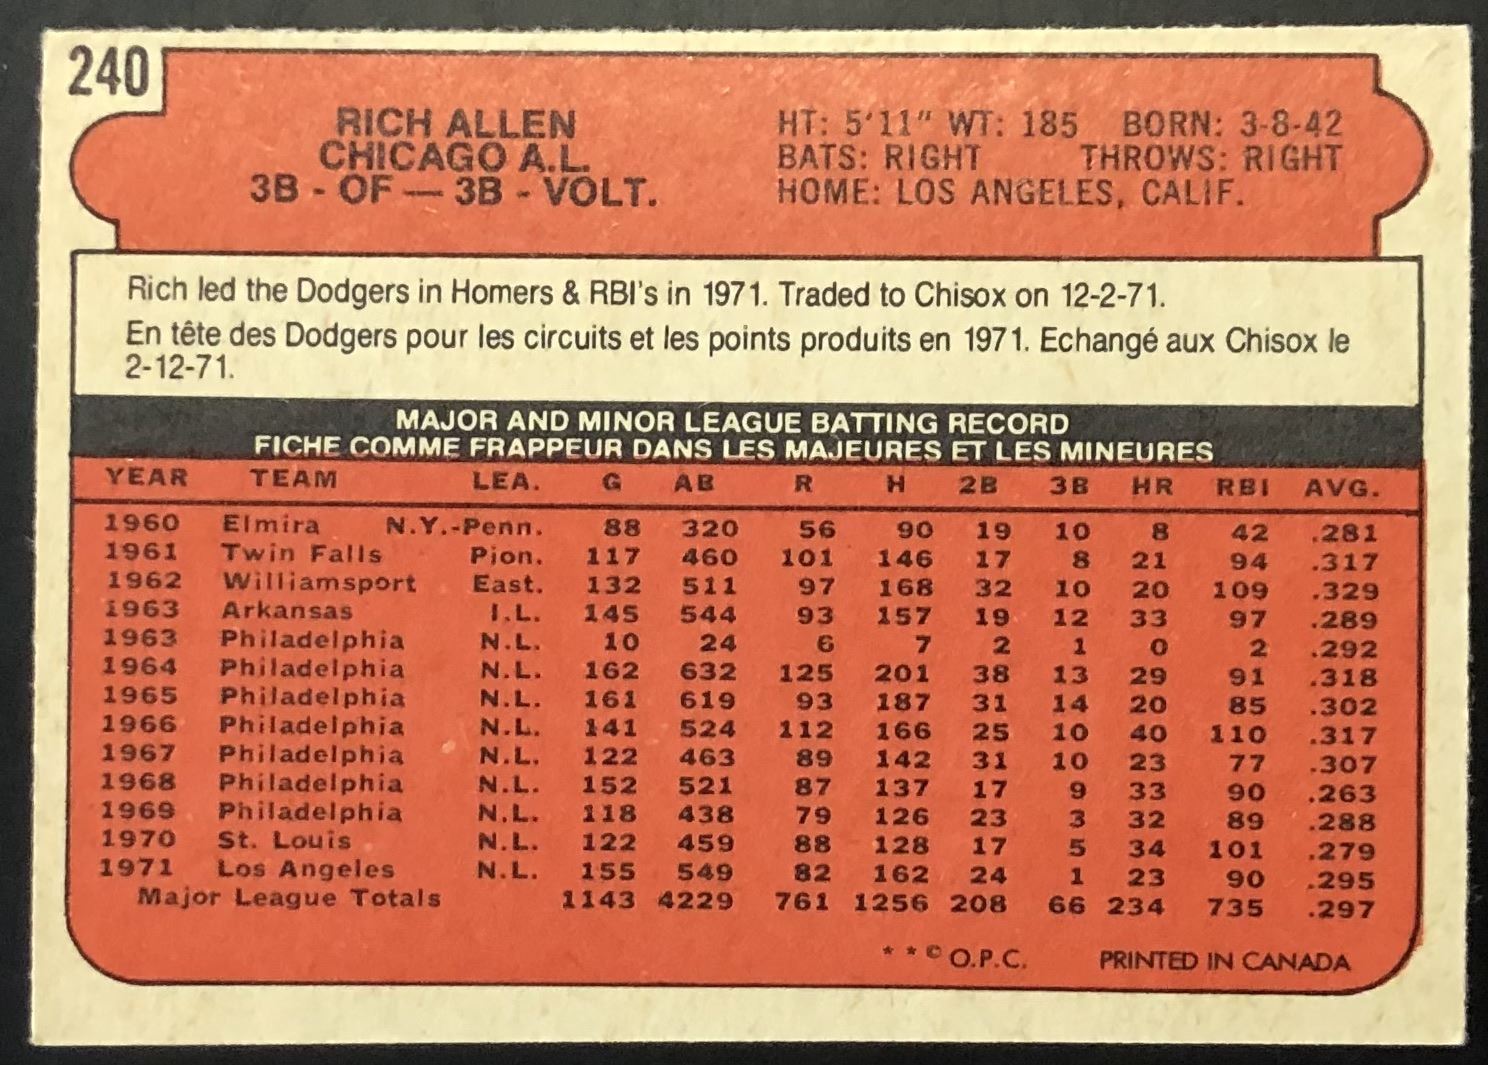 240
RICH ALLEN
CHICAGO A.L.
3B - OF — 3B - VOLT.
HT: 5'11" WT: 185 BORN: 3-8-42
BATS: RIGHT THROWS: RIGHT
HOME: LOS ANGELES, CALIF.
Rich led the Dodgers in Homers & RBI's in 1971. Traded to Chisox on 12-2-71.
En tête des Dodgers pour les circuits et les points produits en 1971. Echangé aux Chisox le
2-12-71.
MAJOR AND MINOR LEAGUE BATTING RECORD
FICHE COMME FRAPPEUR DANS LES MAJEURES ET LES MINEURES
YEAR TEAM LEA. G AB R H 2B 3B HR RBI AVG.
1960 Elmira N.Y.-Penn. 88 320 56 90 19 10 8 42 .281
1961 Twin Falls Pion. 117 460 101 146 17 8 21 94 .317
1962 Williamsport East. 132 511 97 168 32 10 20 109 .329
1963 Arkansas I.L. 145 544 93 157 19 12 33 97 .289
1963 Philadelphia N.L. 10 24 6 7 2 1 0 2 .292
1964 Philadelphia N.L. 162 632 125 201 38 13 29 91 .318
1965 Philadelphia N.L. 161 619 93 187 31 14 20 85 .302
1966 Philadelphia N.L. 141 524 112 166 25 10 40 110 .317
1967 Philadelphia N.L. 122 463 89 142 31 10 23 77 .307
1968 Philadelphia N.L. 152 521 87 137 17 9 33 90 .263
1969 Philadelphia N.L. 118 438 79 126 23 3 32 89 .288
1970 St. Louis N.L. 122 459 88 128 17 5 34 101 .279
1971 Los Angeles N.L. 155 549 82 162 24 1 23 90 .295
Major League Totals 1143 4229 761 1256 208 66 234 735 .297
* * © O.P.C. PRINTED IN CANADA